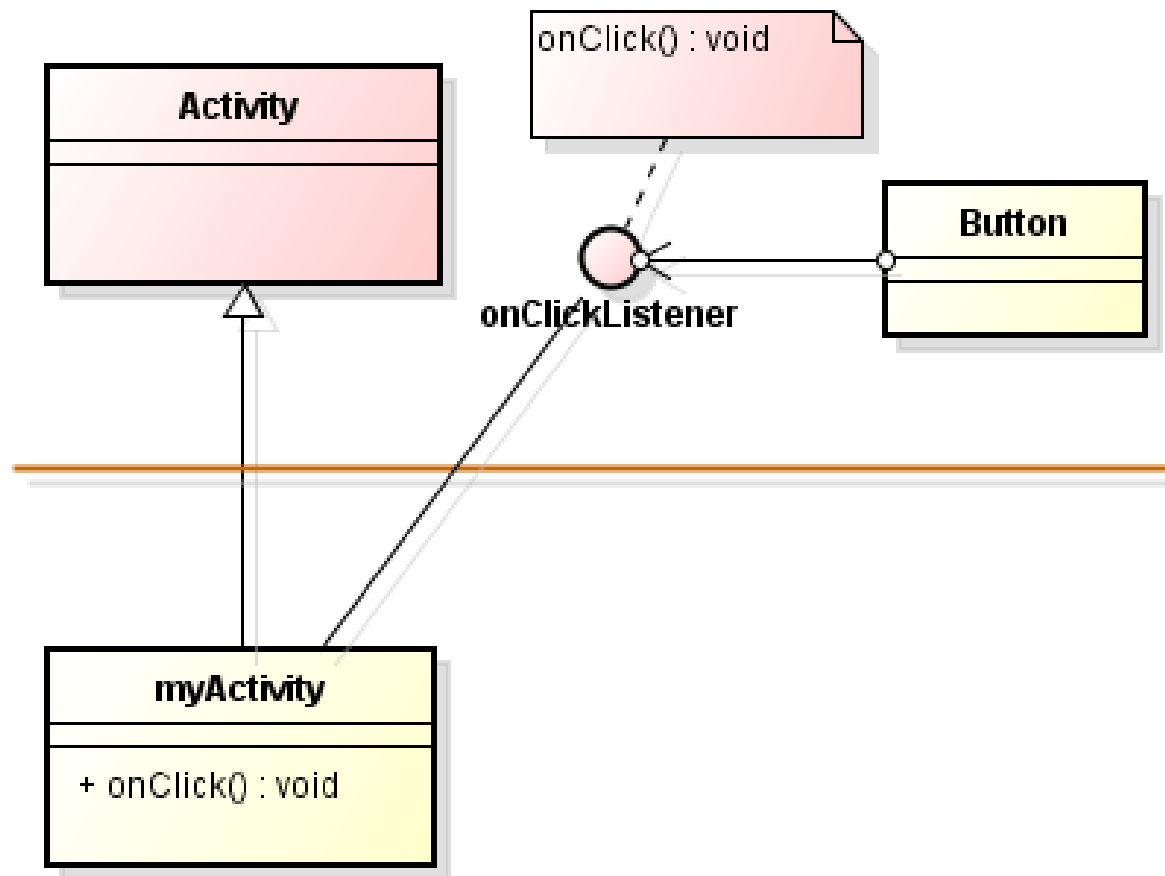 onClick() : void
Activity
Button
onClickListener
myActivity
+ onClick() : void